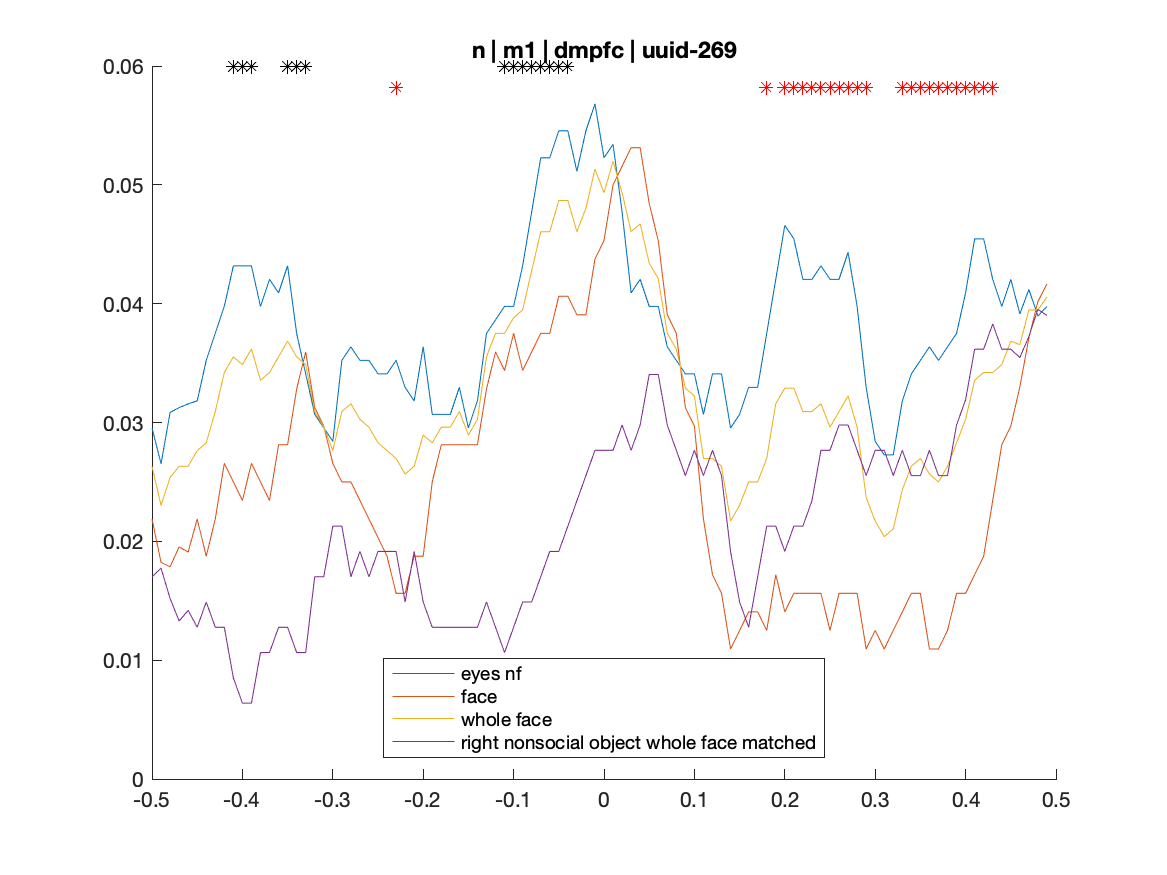 n | m1 | dmpfc | uuid-269
0.06
0.05
0.04
0.03
0.02
0.01
0
eyes nf
face
whole face
right nonsocial object whole face matched
-0.5 -0.4 -0.3 -0.2 -0.1 0 0.1 0.2 0.3 0.4 0.5